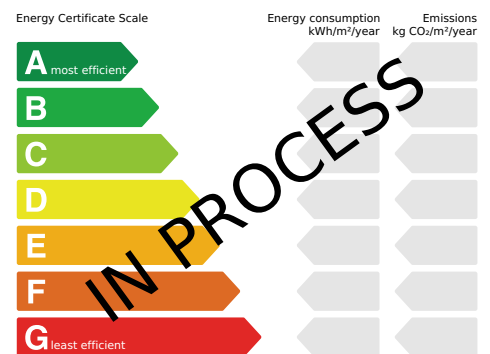 Energy Certificate Scale
Energy consumption
kWh/m²/year
Emissions
kg CO₂/m²/year
A most efficient
B
C
D
E
F
G least efficient
IN PROCESS